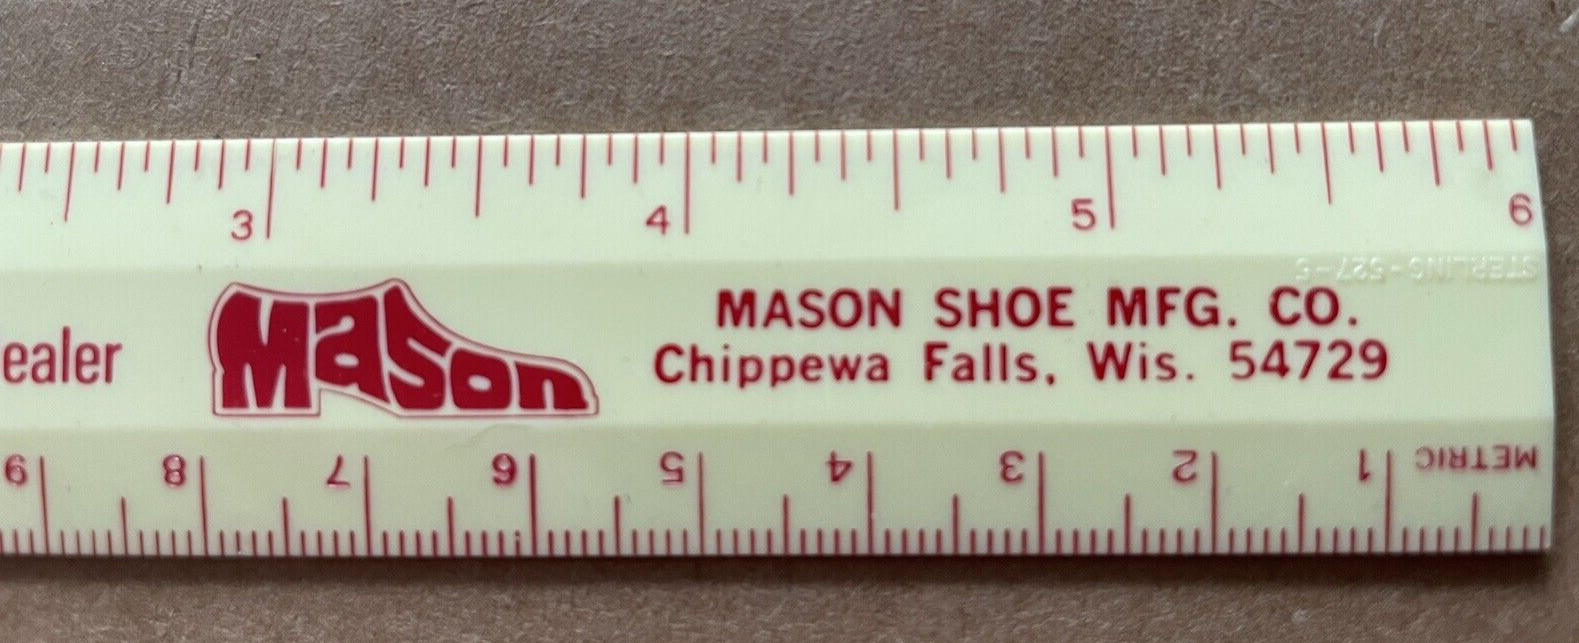 3 4 5 6
STERLING-527-6
ealer Mason MASON SHOE MFG. CO.
Chippewa Falls, Wis. 54729
9 8 7 6 5 4 3 2 1 METRIC